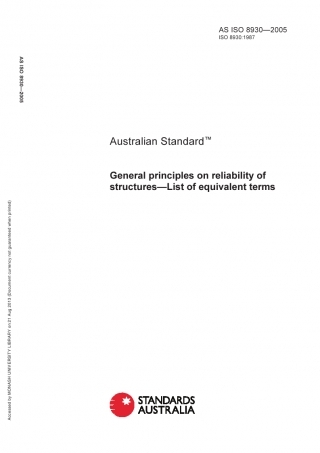 AS ISO 8930—2005
ISO 8930:1987
AS ISO 8930—2005
Australian Standard™
General principles on reliability of
structures—List of equivalent terms
Accessed by MONASH UNIVERSITY LIBRARY on 21 Aug 2013 (Document currency not guaranteed when printed)
STANDARDS
AUSTRALIA